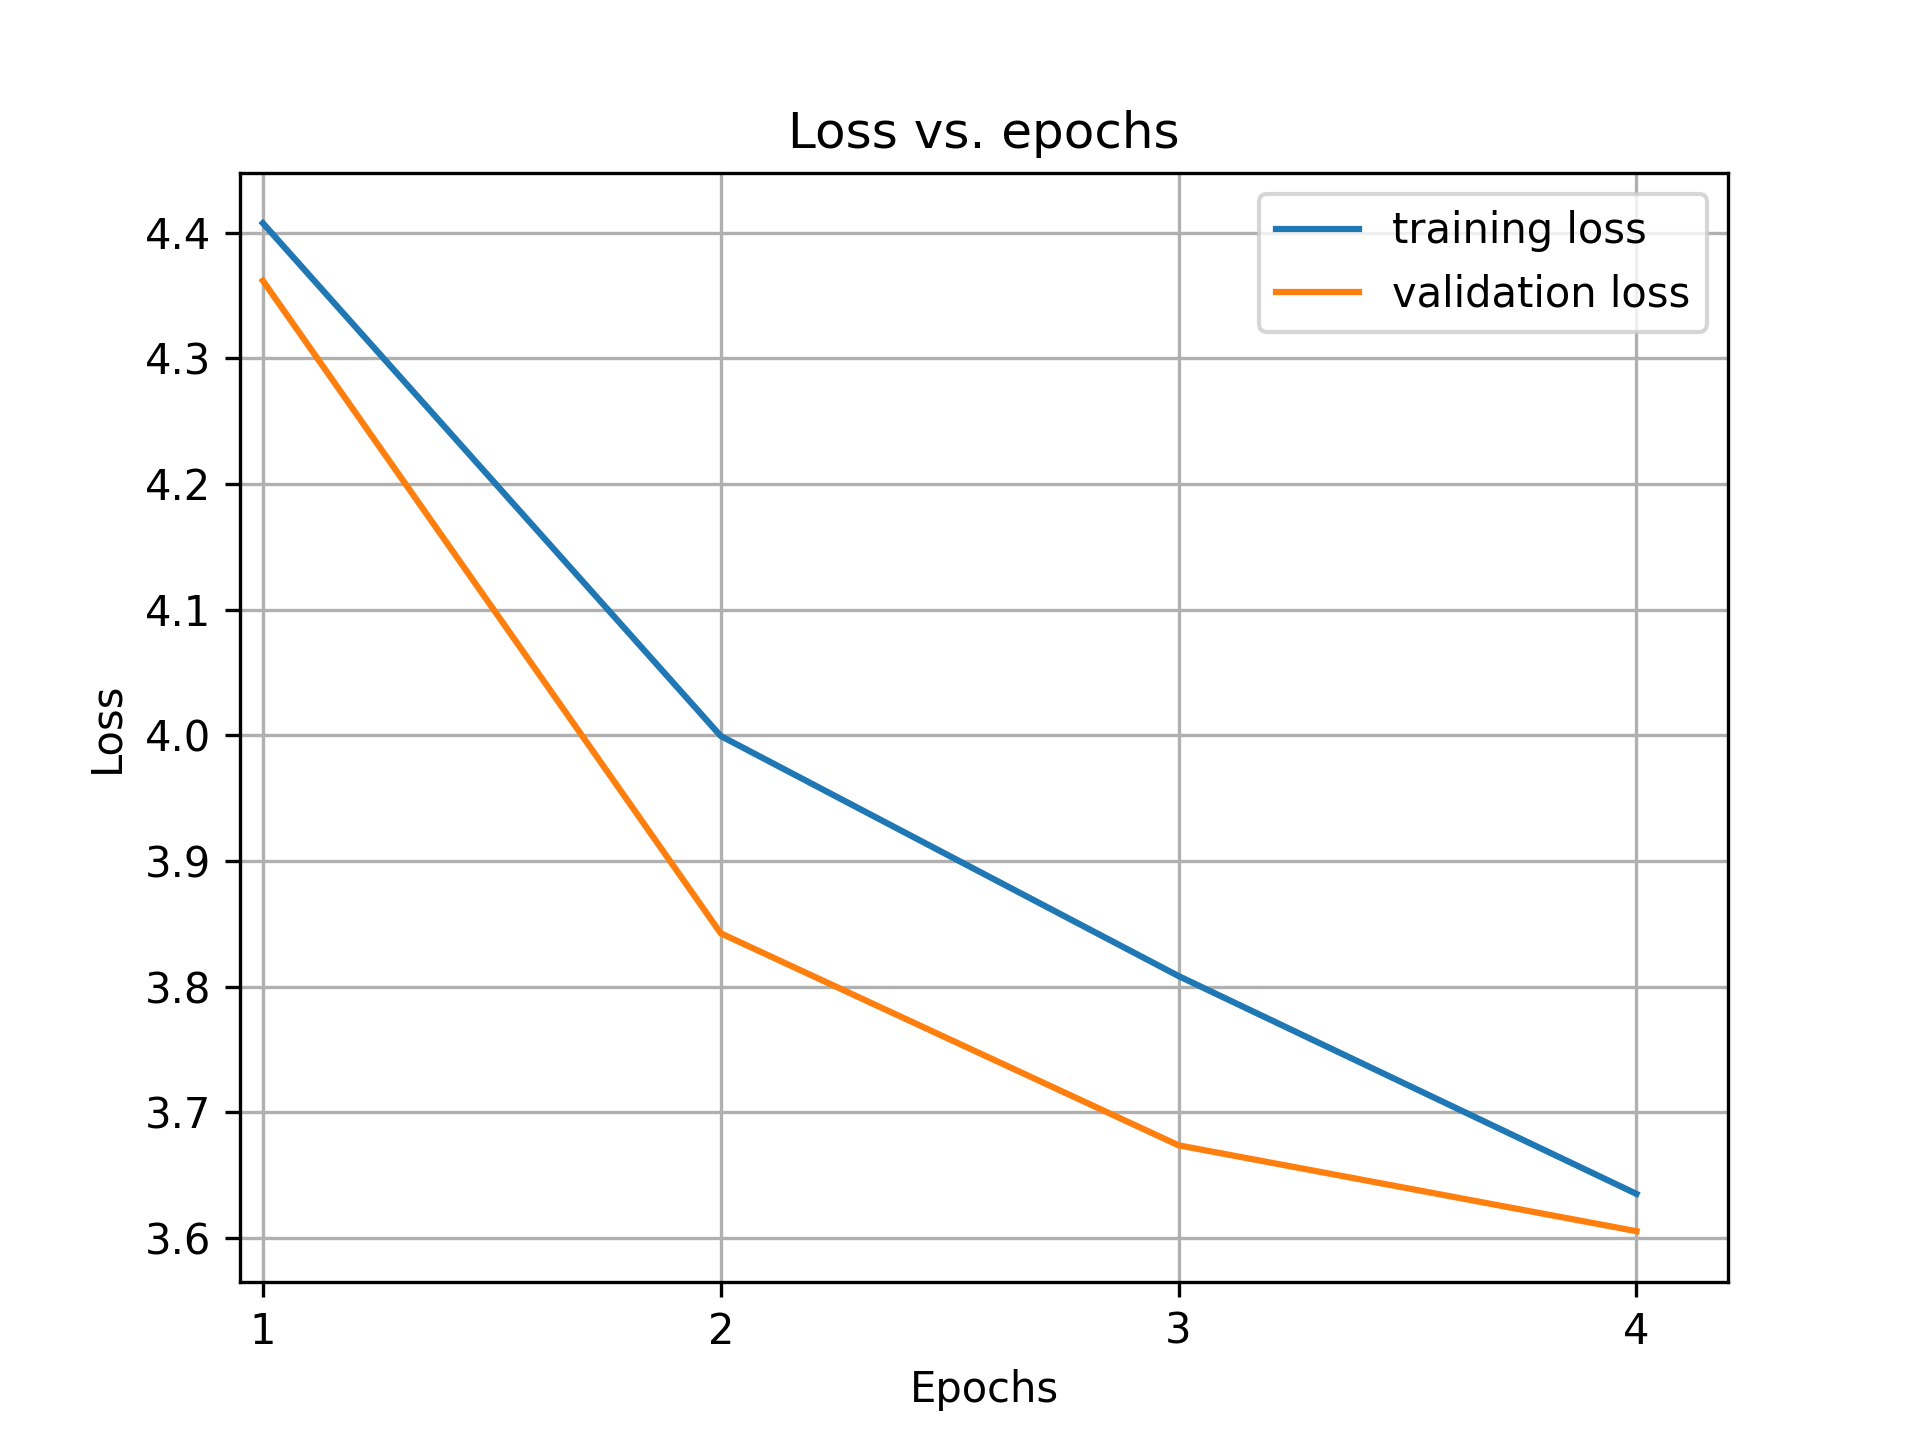 Loss vs. epochs
training loss
validation loss
4.4
4.3
4.2
4.1
4.0
3.9
3.8
3.7
3.6
Loss
1 2 3 4
Epochs